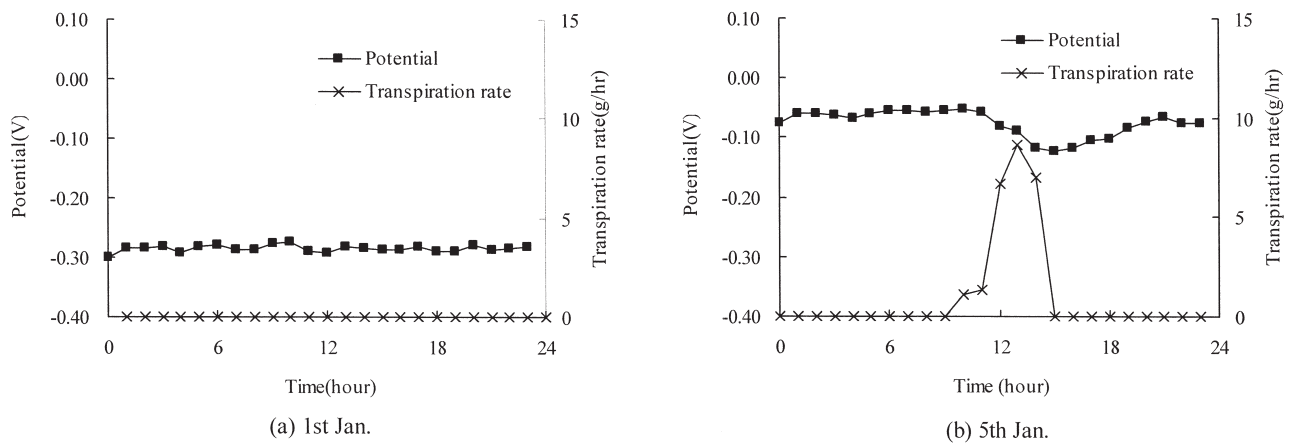 0.10
0.00
-0.10
-0.20
-0.30
-0.40
Potential(V)
Potential
Transpiration rate
15
10
5
0
Transpiration rate(g/hr)
0 6 12 18 24
Time(hour)
(a) 1st Jan.
0.10
0.00
-0.10
-0.20
-0.30
-0.40
Potential(V)
Potential
Transpiration rate
15
10
5
0
Transpiration rate(g/hr)
0 6 12 18 24
Time (hour)
(b) 5th Jan.